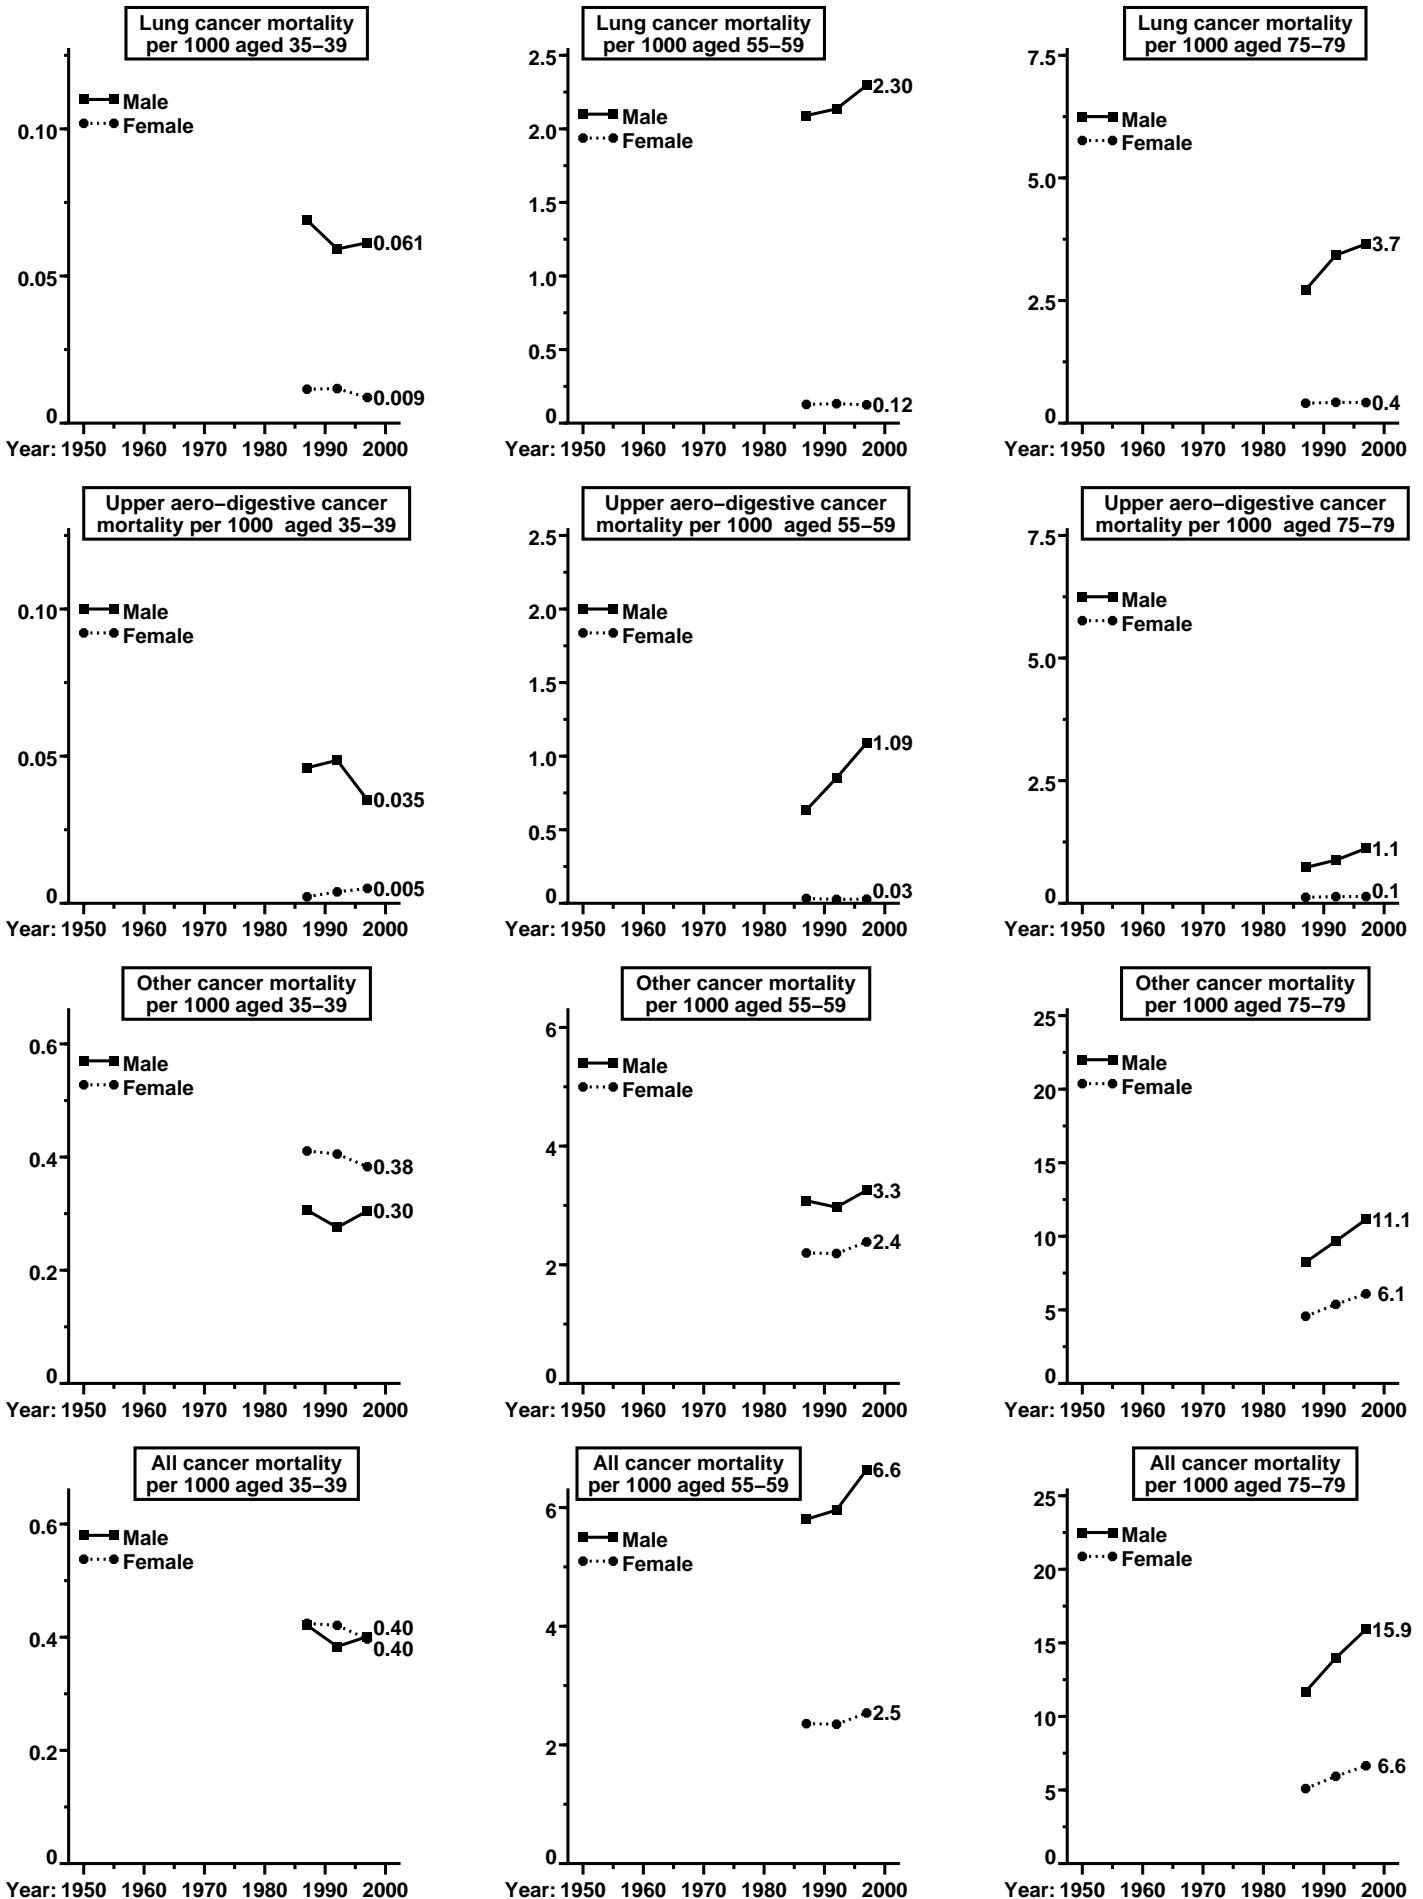 Lung cancer mortality
per 1000 aged 35–39
0.10
0.05
0
Male
Female
0.061
0.009
Year: 1950 1960 1970 1980 1990 2000
Lung cancer mortality
per 1000 aged 55–59
2.5
2.0
1.5
1.0
0.5
0
Male
Female
2.30
0.12
Year: 1950 1960 1970 1980 1990 2000
Lung cancer mortality
per 1000 aged 75–79
7.5
5.0
2.5
0
Male
Female
3.7
0.4
Year: 1950 1960 1970 1980 1990 2000
Upper aero–digestive cancer
mortality per 1000 aged 35–39
0.10
0.05
0
Male
Female
0.035
0.005
Year: 1950 1960 1970 1980 1990 2000
Upper aero–digestive cancer
mortality per 1000 aged 55–59
2.5
2.0
1.5
1.0
0.5
0
Male
Female
1.09
0.03
Year: 1950 1960 1970 1980 1990 2000
Upper aero–digestive cancer
mortality per 1000 aged 75–79
7.5
5.0
2.5
0
Male
Female
1.1
0.1
Year: 1950 1960 1970 1980 1990 2000
Other cancer mortality
per 1000 aged 35–39
0.6
0.4
0.2
0
Male
Female
0.38
0.30
Year: 1950 1960 1970 1980 1990 2000
Other cancer mortality
per 1000 aged 55–59
6
4
2
0
Male
Female
3.3
2.4
Year: 1950 1960 1970 1980 1990 2000
Other cancer mortality
per 1000 aged 75–79
25
20
15
10
5
0
Male
Female
11.1
6.1
Year: 1950 1960 1970 1980 1990 2000
All cancer mortality
per 1000 aged 35–39
0.6
0.4
0.2
0
Male
Female
0.40
0.40
Year: 1950 1960 1970 1980 1990 2000
All cancer mortality
per 1000 aged 55–59
6
4
2
0
Male
Female
6.6
2.5
Year: 1950 1960 1970 1980 1990 2000
All cancer mortality
per 1000 aged 75–79
25
20
15
10
5
0
Male
Female
15.9
6.6
Year: 1950 1960 1970 1980 1990 2000